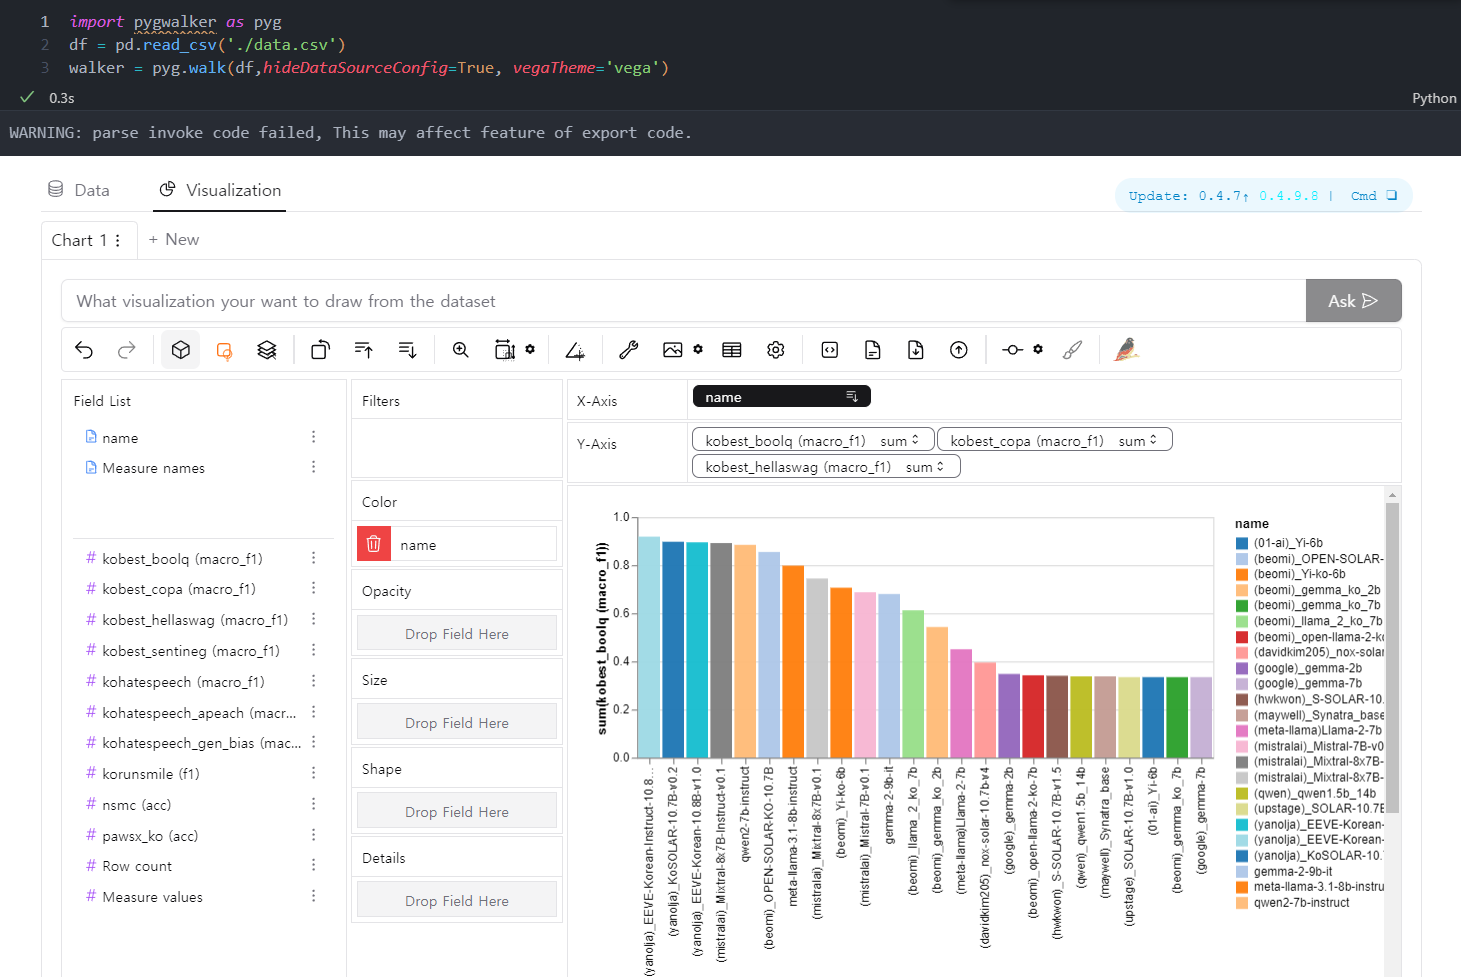 1 import pygwalker as pyg
2 df = pd.read_csv('./data.csv')
3 walker = pyg.walk(df,hideDataSourceConfig=True, vegaTheme='vega')
0.3s
Python
WARNING: parse invoke code failed, This may affect feature of export code.
Data
Visualization
Update: 0.4.7↑ 0.4.9.8 | Cmd ❏
Chart 1
+ New
What visualization your want to draw from the dataset
Ask
Field List
name
Measure names
# kobest_boolq (macro_f1)
# kobest_copa (macro_f1)
# kobest_hellaswag (macro_f1)
# kobest_sentineg (macro_f1)
# kohatespeech (macro_f1)
# kohatespeech_apeach (macr...
# kohatespeech_gen_bias (mac...
# korunsmile (f1)
# nsmc (acc)
# pawsx_ko (acc)
# Row count
# Measure values
Filters
Color
name
Opacity
Drop Field Here
Size
Drop Field Here
Shape
Drop Field Here
Details
Drop Field Here
X-Axis
name
Y-Axis
kobest_boolq (macro_f1) sum
kobest_copa (macro_f1) sum
kobest_hellaswag (macro_f1) sum
sum(kobest_boolq (macro_f1))
1.0
0.8
0.6
0.4
0.2
0.0
(yanolja)_EEVE-Korean-Instruct-10.8...
(yanolja)_KoSOLAR-10.7B-v0.2
(yanolja)_EEVE-Korean-10.8B-v1.0
(mistralai)_Mixtral-8x7B-Instruct-v0.1
qwen2-7b-instruct
(beomi)_OPEN-SOLAR-KO-10.7B
meta-llama-3.1-8b-instruct
(mistralai)_Mixtral-8x7B-v0.1
(beomi)_Yi-Ko-6b
(mistralai)_Mistral-7B-v0.1
gemma-2-9b-it
(beomi)_llama_2_ko_7b
(beomi)_gemma_ko_2b
(meta-llama)Llama-2-7b
(davidkim205)_nox-solar-10.7b-v4
(google)_gemma-2b
(beomi)_open-llama-2-ko-7b
(hwkwon)_S-SOLAR-10.7B-v1.5
(qwen)_qwen1.5b_14b
(maywell)_Synatra_base
(upstage)_SOLAR-10.7B-v1.0
(01-ai)_Yi-6b
(beomi)_gemma_ko_7b
(google)_gemma-7b
name
(01-ai)_Yi-6b
(beomi)_OPEN-SOLAR-
(beomi)_Yi-ko-6b
(beomi)_gemma_ko_2b
(beomi)_gemma_ko_7b
(beomi)_llama_2_ko_7b
(beomi)_open-llama-2-ko
(davidkim205)_nox-solar
(google)_gemma-2b
(google)_gemma-7b
(hwkwon)_S-SOLAR-10.
(maywell)_Synatra_base
(meta-llama)Llama-2-7b
(mistralai)_Mistral-7B-v0
(mistralai)_Mixtral-8x7B-
(mistralai)_Mixtral-8x7B-
(qwen)_qwen1.5b_14b
(upstage)_SOLAR-10.7B
(yanolja)_EEVE-Korean-
(yanolja)_EEVE-Korean-
(yanolja)_KoSOLAR-10.7
gemma-2-9b-it
meta-llama-3.1-8b-instru
qwen2-7b-instruct